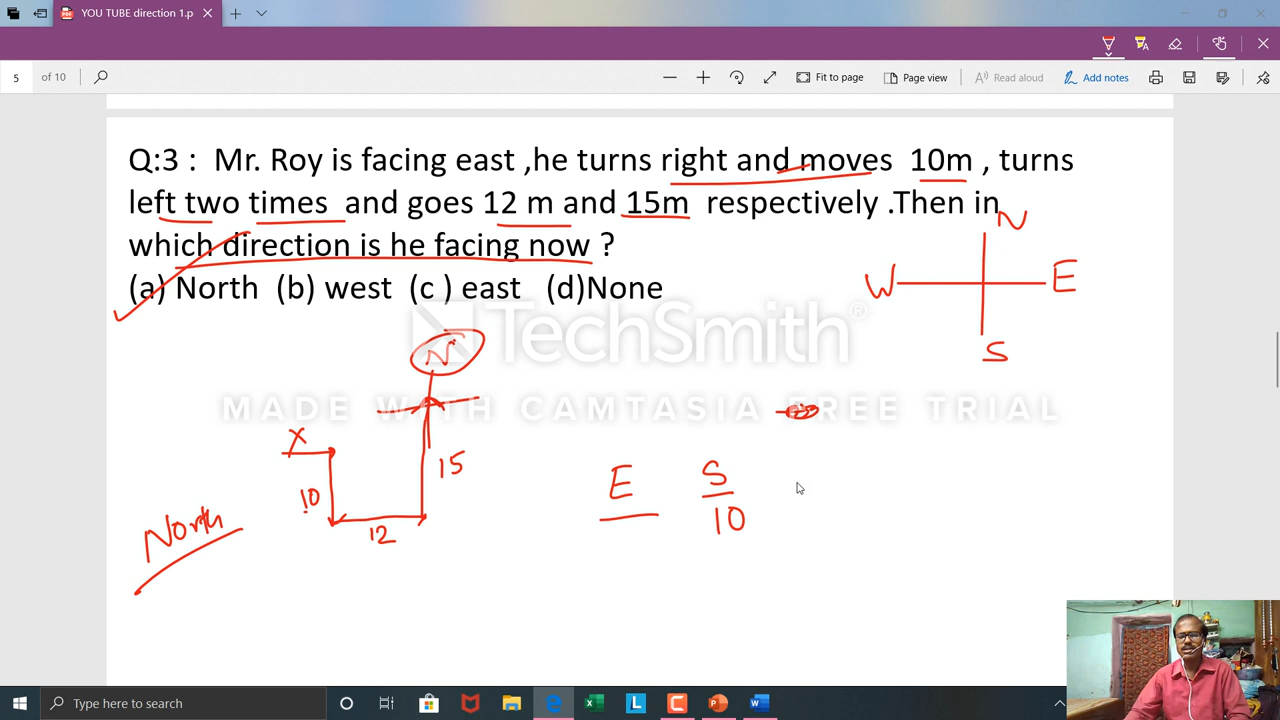 YOU TUBE direction 1.p
5 of 10
Fit to page
Page view
Read aloud
Add notes
Q:3 : Mr. Roy is facing east ,he turns right and moves 10m , turns
left two times and goes 12 m and 15m respectively .Then in
which direction is he facing now ?
(a) North (b) west (c ) east (d)None
N
W E
S
TechSmith®
MADE WITH CAMTASIA FREE TRIAL
N
X
10
15
12
North
E S
10
Type here to search